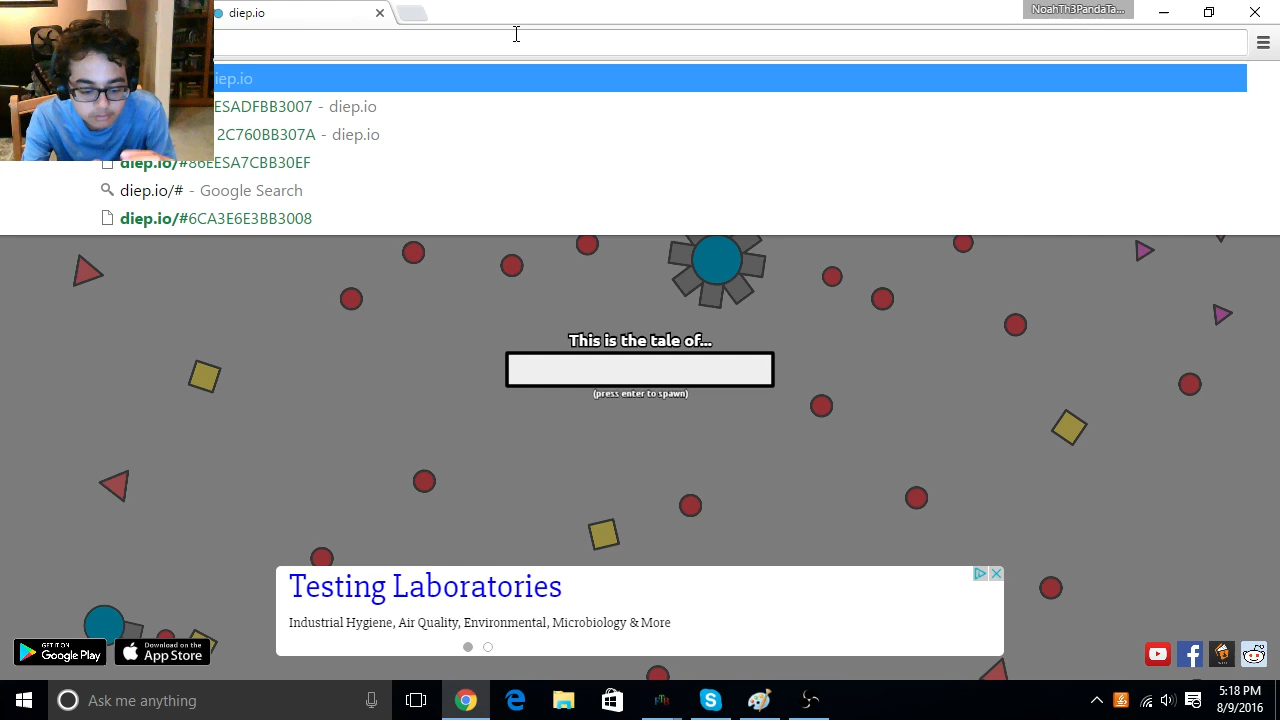 diep.io
NoahTh3PandaTa...
iep.io
ESADFBB3007 - diep.io
2C760BB307A - diep.io
diep.io/#86EESA7CBB30EF
diep.io/# - Google Search
diep.io/#6CA3E6E3BB3008
This is the tale of...
(press enter to spawn)
Testing Laboratories
Industrial Hygiene, Air Quality, Environmental, Microbiology & More
GET IT ON
Google Play
Download on the
App Store
Ask me anything
5:18 PM
8/9/2016